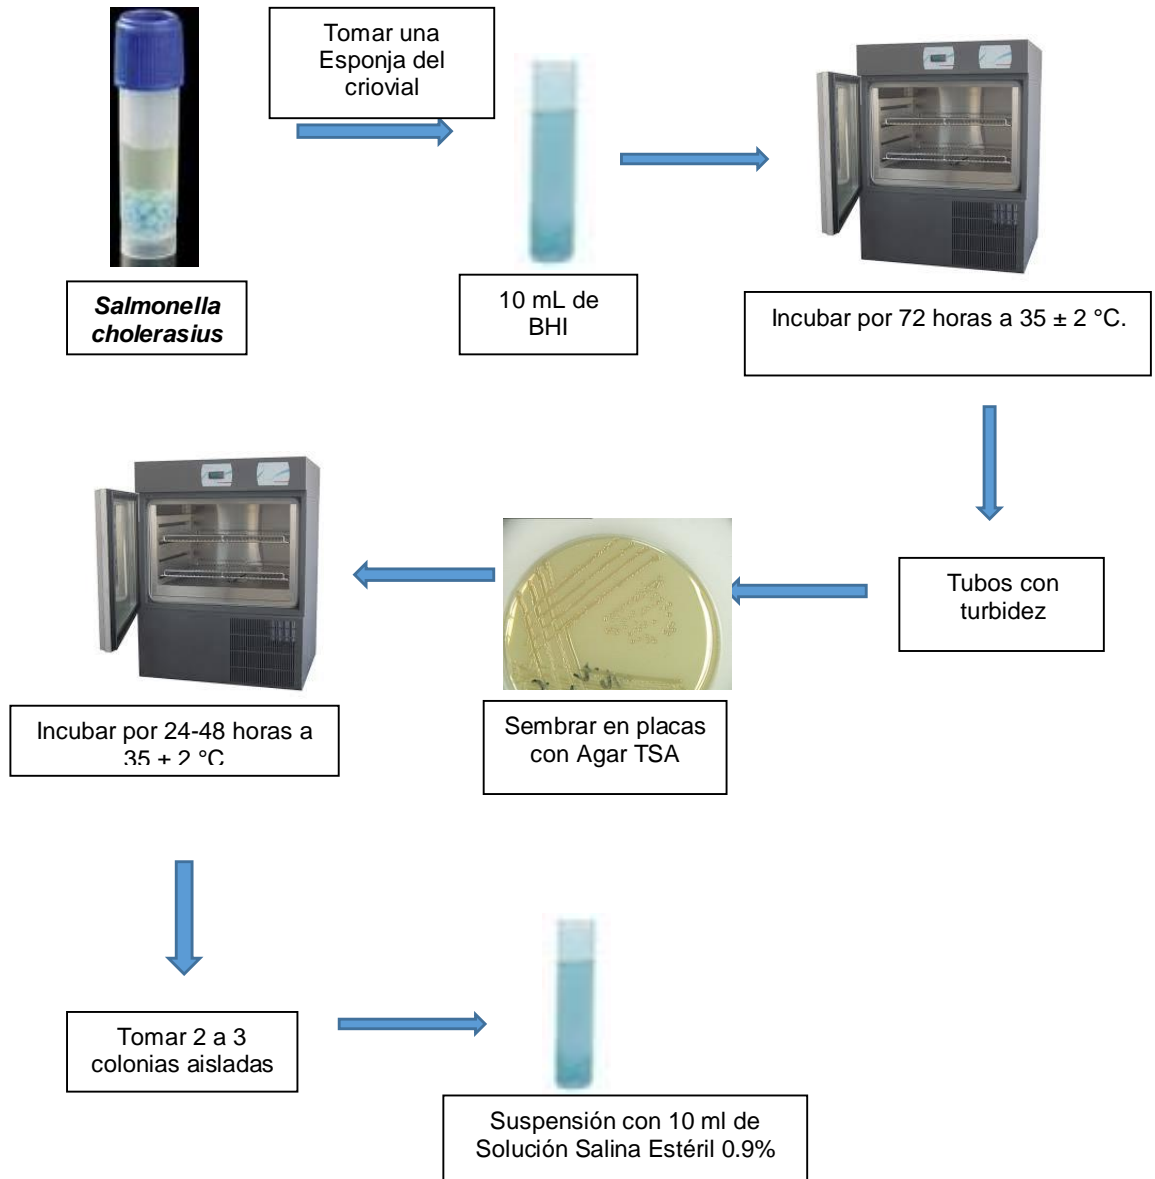 Tomar una
Esponja del
criovial
Salmonella
cholerasius
10 mL de
BHI
Incubar por 72 horas a 35 ± 2 °C.
Tubos con
turbidez
Sembrar en placas
con Agar TSA
Incubar por 24-48 horas a
35 + 2 °C
Tomar 2 a 3
colonias aisladas
Suspensión con 10 ml de
Solución Salina Estéril 0.9%